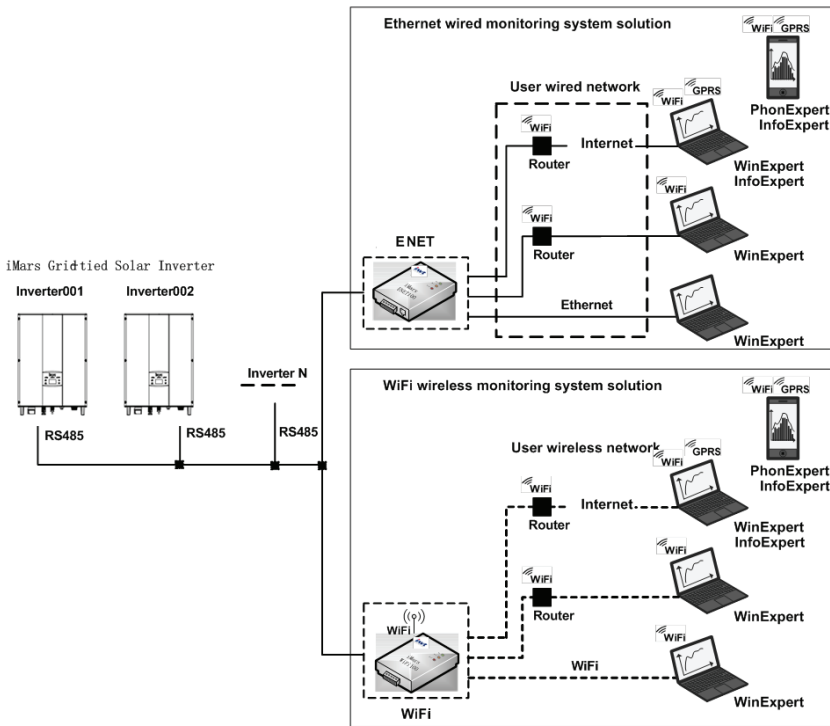 Ethernet wired monitoring system solution
WiFi GPRS
PhonExpert
InfoExpert
User wired network
WiFi GPRS
WiFi
Internet
Router
WinExpert
InfoExpert
WiFi
WiFi
Router
WinExpert
ENET
iMars
Ethernet
WinExpert
iMars Grid-tied Solar Inverter
Inverter001
Inverter002
Inverter N
RS485
RS485
RS485
WiFi wireless monitoring system solution
WiFi GPRS
PhonExpert
InfoExpert
User wireless network
WiFi GPRS
WiFi
Internet
Router
WinExpert
InfoExpert
WiFi
WiFi
Router
WinExpert
WiFi
iMars
WiFi
WiFi
WiFi
WinExpert